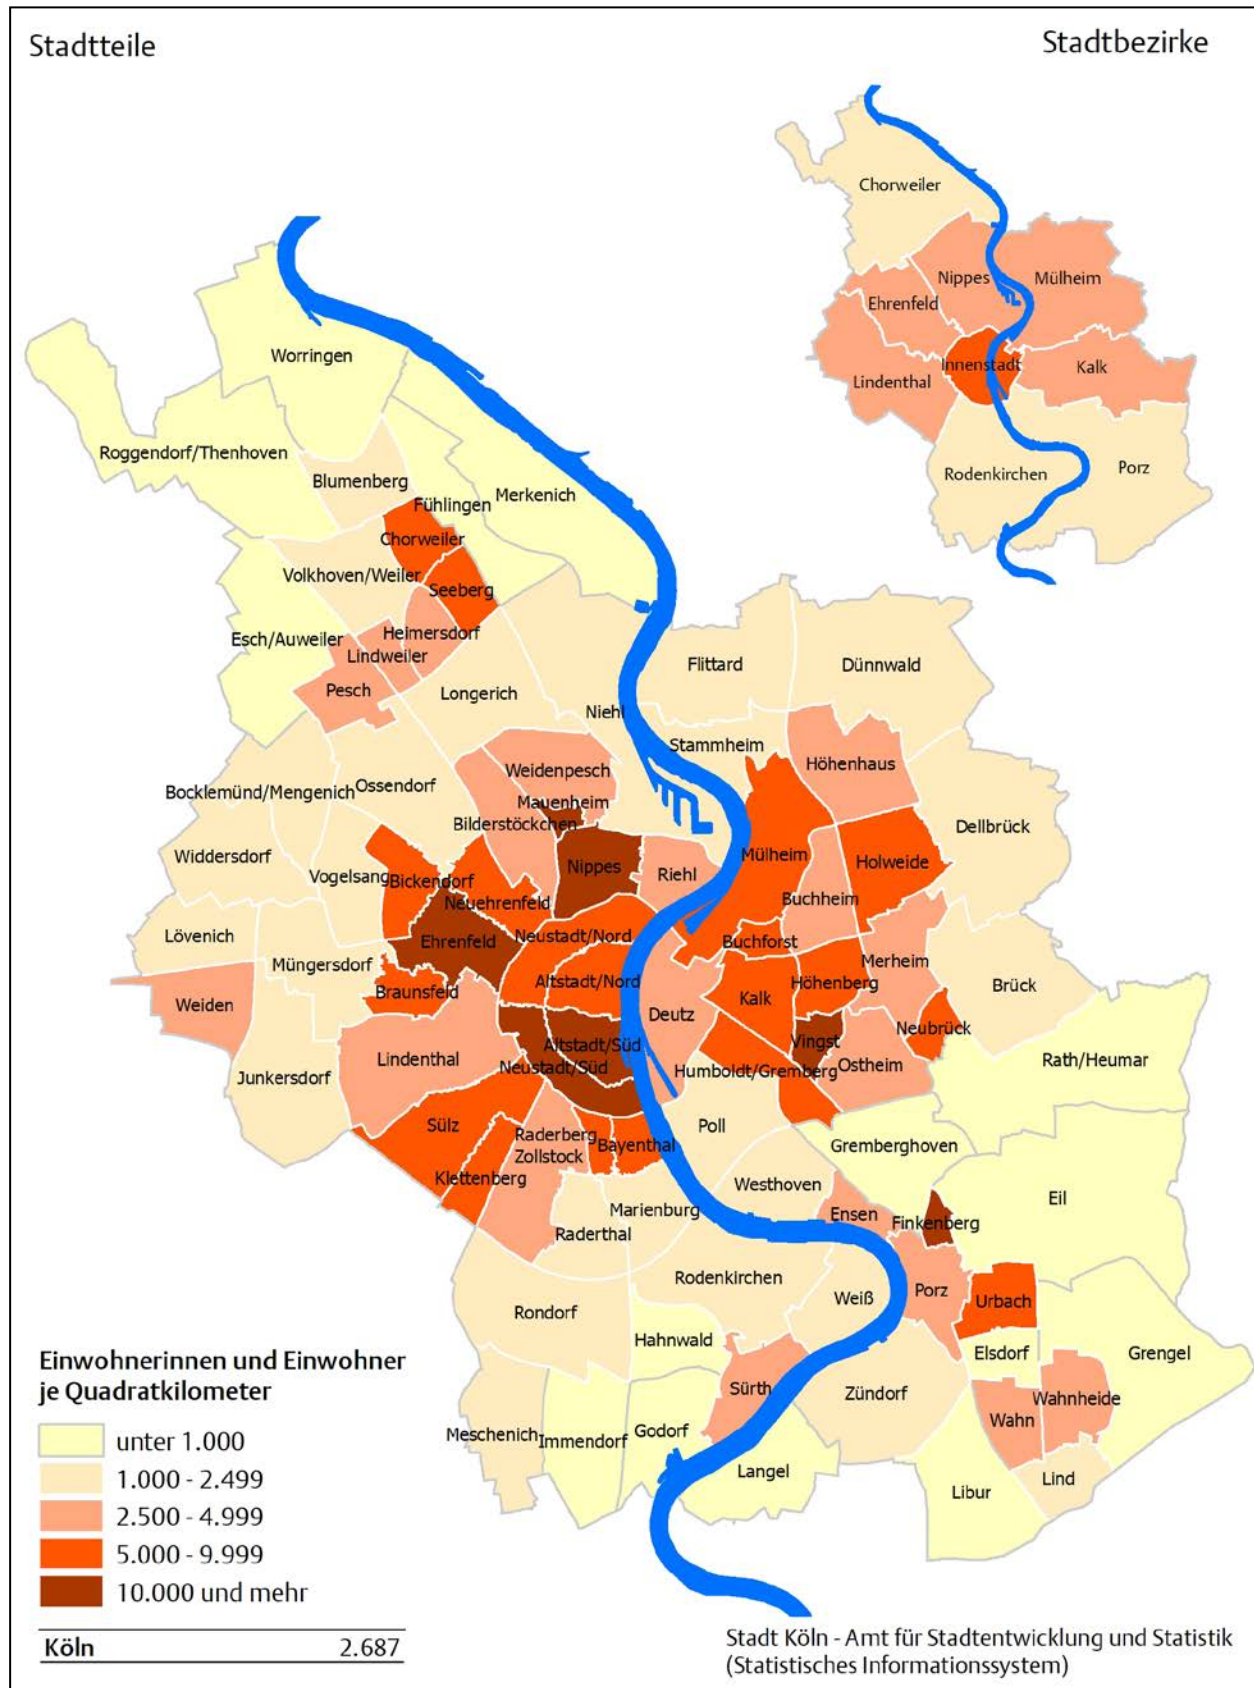 Stadtteile
Stadtbezirke
Chorweiler
Nippes
Mülheim
Ehrenfeld
Innenstadt
Kalk
Lindenthal
Rodenkirchen
Porz
Worringen
Roggendorf/Thenhoven
Blumenberg
Merkenich
Fühlingen
Chorweiler
Volkhoven/Weiler
Seeberg
Esch/Auweiler
Heimersdorf
Lindweiler
Pesch
Longerich
Flittard
Dünnwald
Niehl
Stammheim
Höhenhaus
Weidenpesch
Bocklemünd/Mengenich
Ossendorf
Mauenheim
Bilderstöckchen
Dellbrück
Widdersdorf
Vogelsang
Bickendorf
Nippes
Riehl
Mülheim
Holweide
Neuehrenfeld
Buchheim
Lövenich
Ehrenfeld
Neustadt/Nord
Buchforst
Müngersdorf
Merheim
Braunsfeld
Altstadt/Nord
Höhenberg
Brück
Weiden
Kalk
Deutz
Neubrück
Altstadt/Süd
Vingst
Lindenthal
Neustadt/Süd
Humboldt/Gremberg
Ostheim
Rath/Heumar
Junkersdorf
Sülz
Raderberg
Zollstock
Bayenthal
Poll
Gremberghoven
Klettenberg
Westhoven
Eil
Marienburg
Ensen
Finkenberg
Raderthal
Rodenkirchen
Weiß
Porz
Urbach
Rondorf
Hahnwald
Elsdorf
Grengel
Sürth
Zündorf
Wahnheide
Wahn
Meschenich
Immendorf
Godorf
Langel
Libur
Lind
Einwohnerinnen und Einwohner
je Quadratkilometer
unter 1.000
1.000 - 2.499
2.500 - 4.999
5.000 - 9.999
10.000 und mehr
Köln 2.687
Stadt Köln - Amt für Stadtentwicklung und Statistik
(Statistisches Informationssystem)